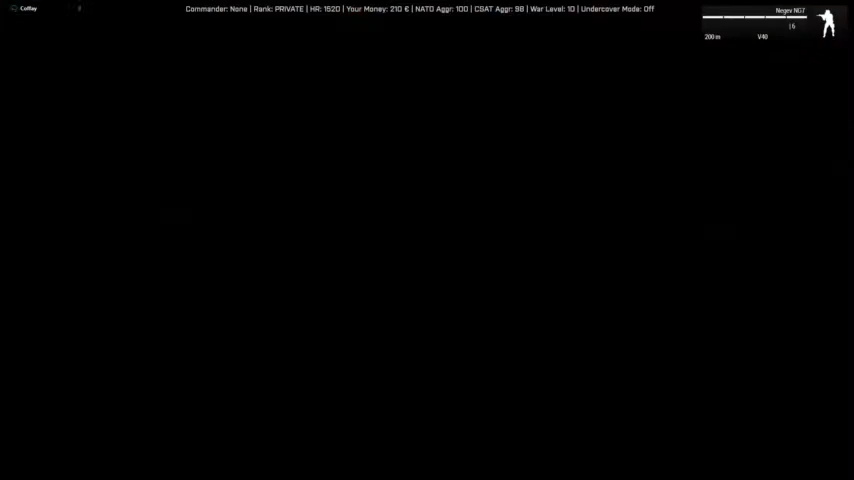 Colfay
Commander: None | Rank: PRIVATE | HR: 1520 | Your Money: 210 € | NATO Aggr: 100 | CSAT Aggr: 98 | War Level: 10 | Undercover Mode: Off
Negev NG7
| 6
200 m V40